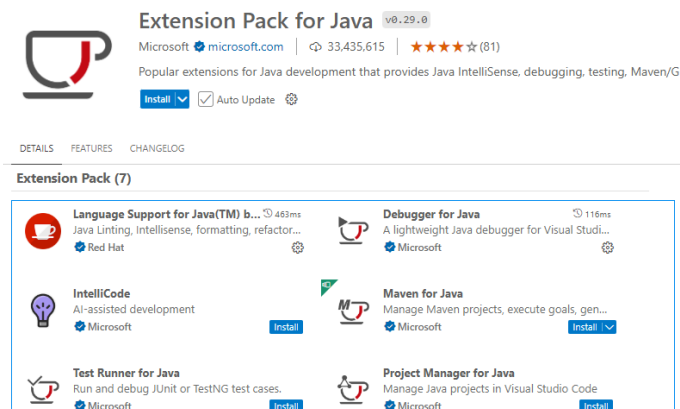 Extension Pack for Java v0.29.0
Microsoft microsoft.com 33,435,615 (81)
Popular extensions for Java development that provides Java IntelliSense, debugging, testing, Maven/G
Install Auto Update
DETAILS FEATURES CHANGELOG
Extension Pack (7)
Language Support for Java(TM) b... 463ms
Java Linting, Intellisense, formatting, refactor...
Red Hat
Debugger for Java 116ms
A lightweight Java debugger for Visual Studi...
Microsoft
IntelliCode
AI-assisted development
Microsoft Install
Maven for Java
Manage Maven projects, execute goals, gen...
Microsoft Install
Test Runner for Java
Run and debug JUnit or TestNG test cases.
Microsoft Install
Project Manager for Java
Manage Java projects in Visual Studio Code
Microsoft Install